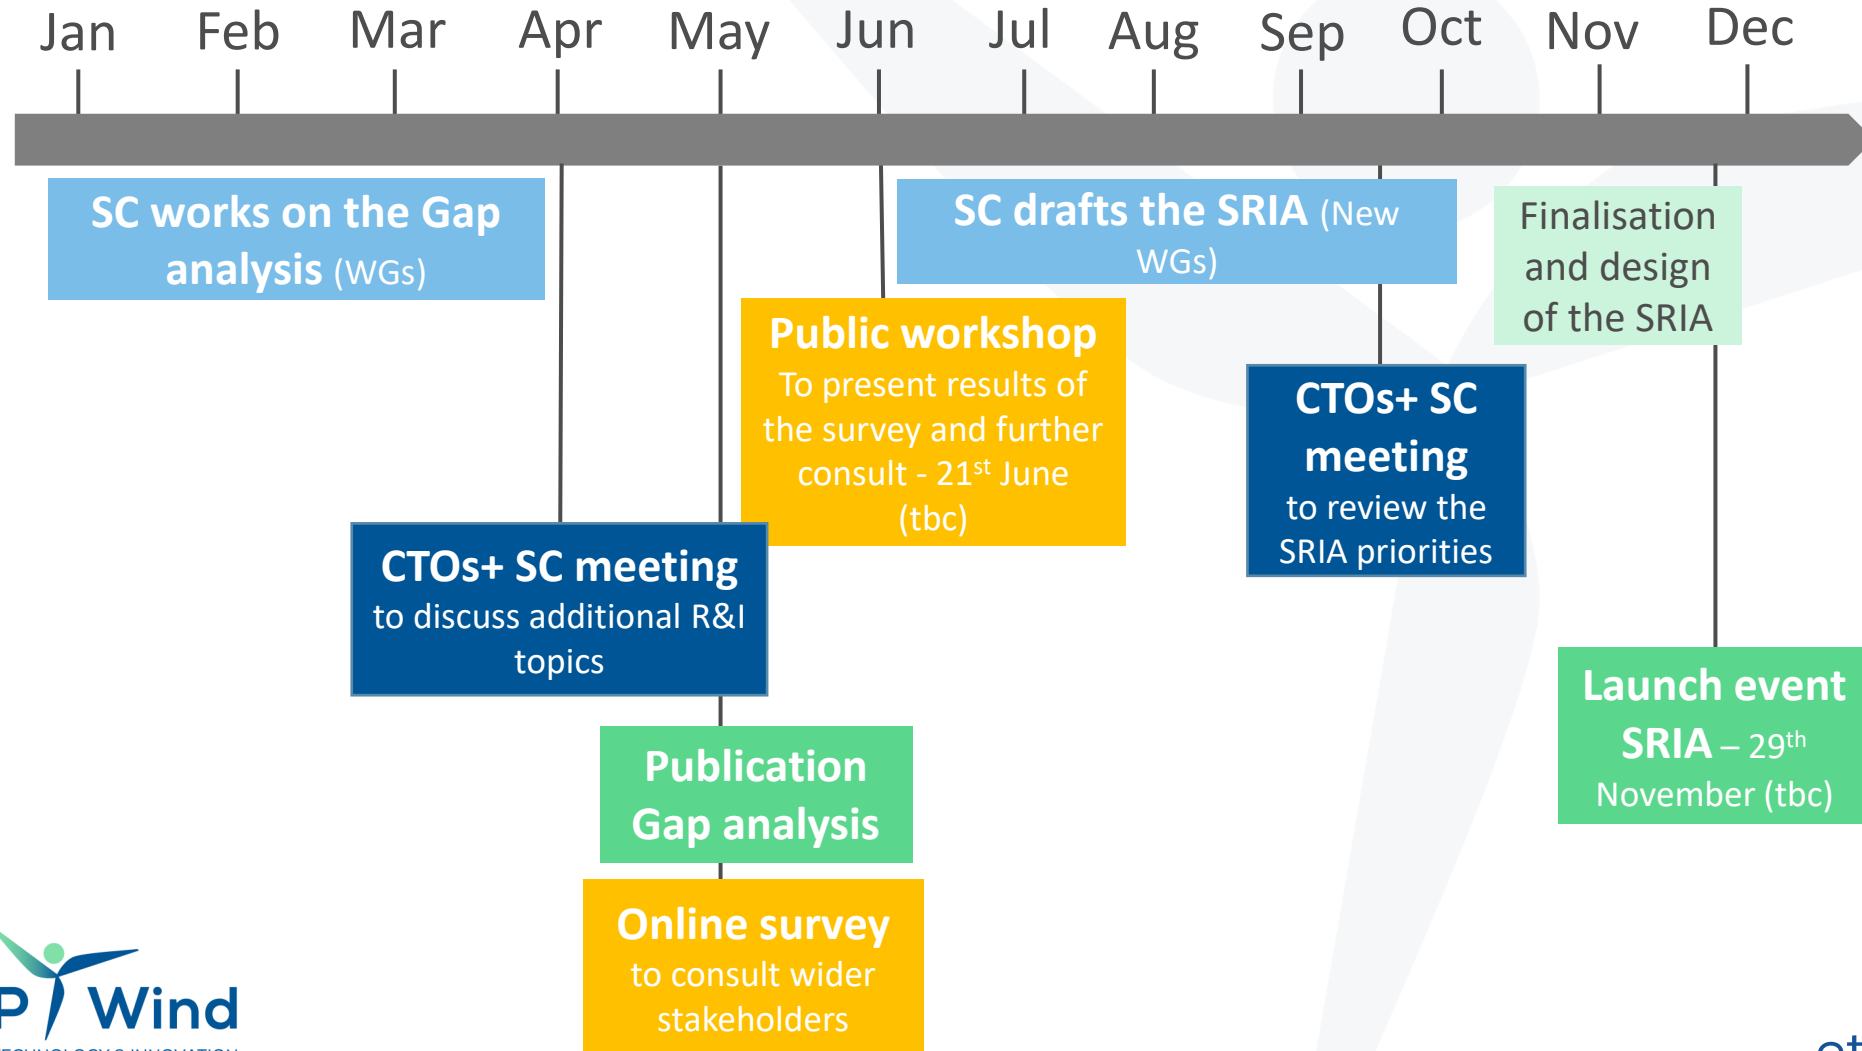 Jan Feb Mar Apr May Jun Jul Aug Sep Oct Nov Dec
SC works on the Gap
analysis (WGs)
SC drafts the SRIA (New
WGs)
Finalisation
and design
of the SRIA
Public workshop
To present results of
the survey and further
consult - 21st June
(tbc)
CTOs+ SC
meeting
to review the
SRIA priorities
CTOs+ SC meeting
to discuss additional R&I
topics
Launch event
SRIA – 29th
November (tbc)
Publication
Gap analysis
Online survey
to consult wider
stakeholders
P Wind